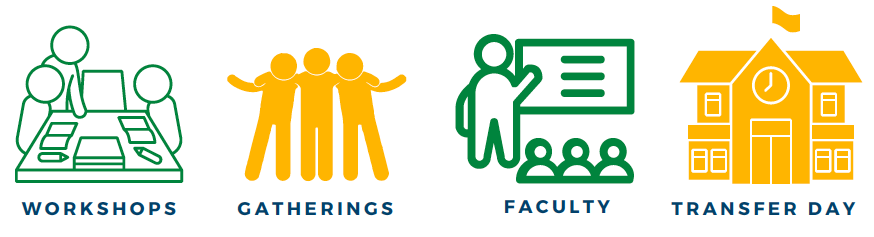 WORKSHOPS
GATHERINGS
FACULTY
TRANSFER DAY